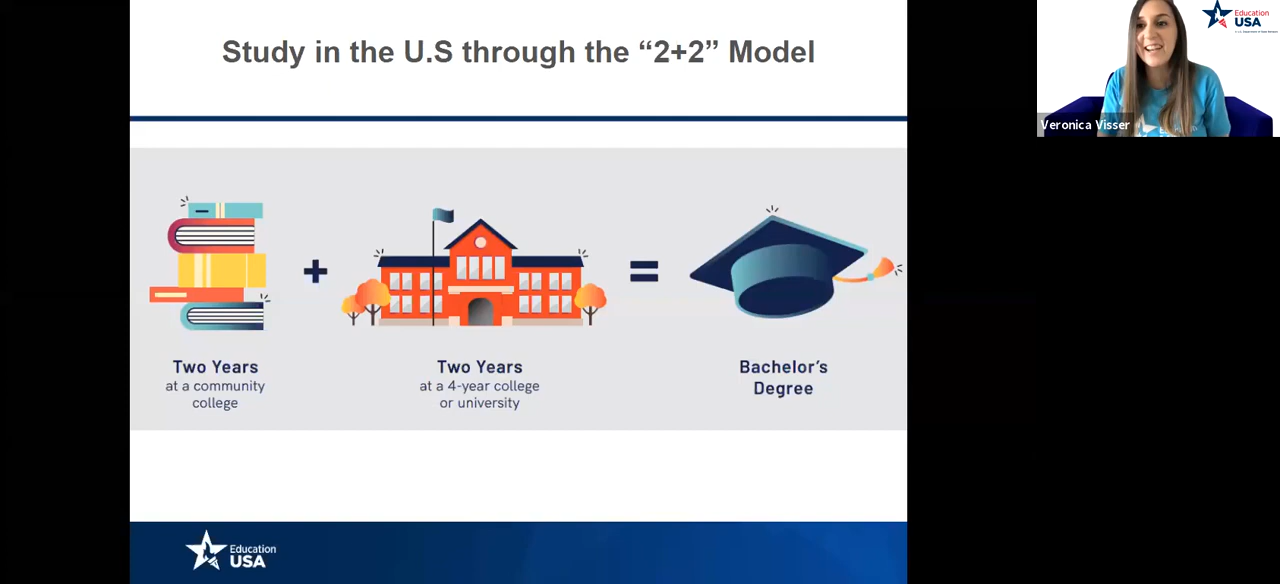 Study in the U.S through the “2+2” Model
Education
USA
Veronica Visser
+
=
Two Years
at a community
college
Two Years
at a 4-year college
or university
Bachelor's
Degree
Education
USA